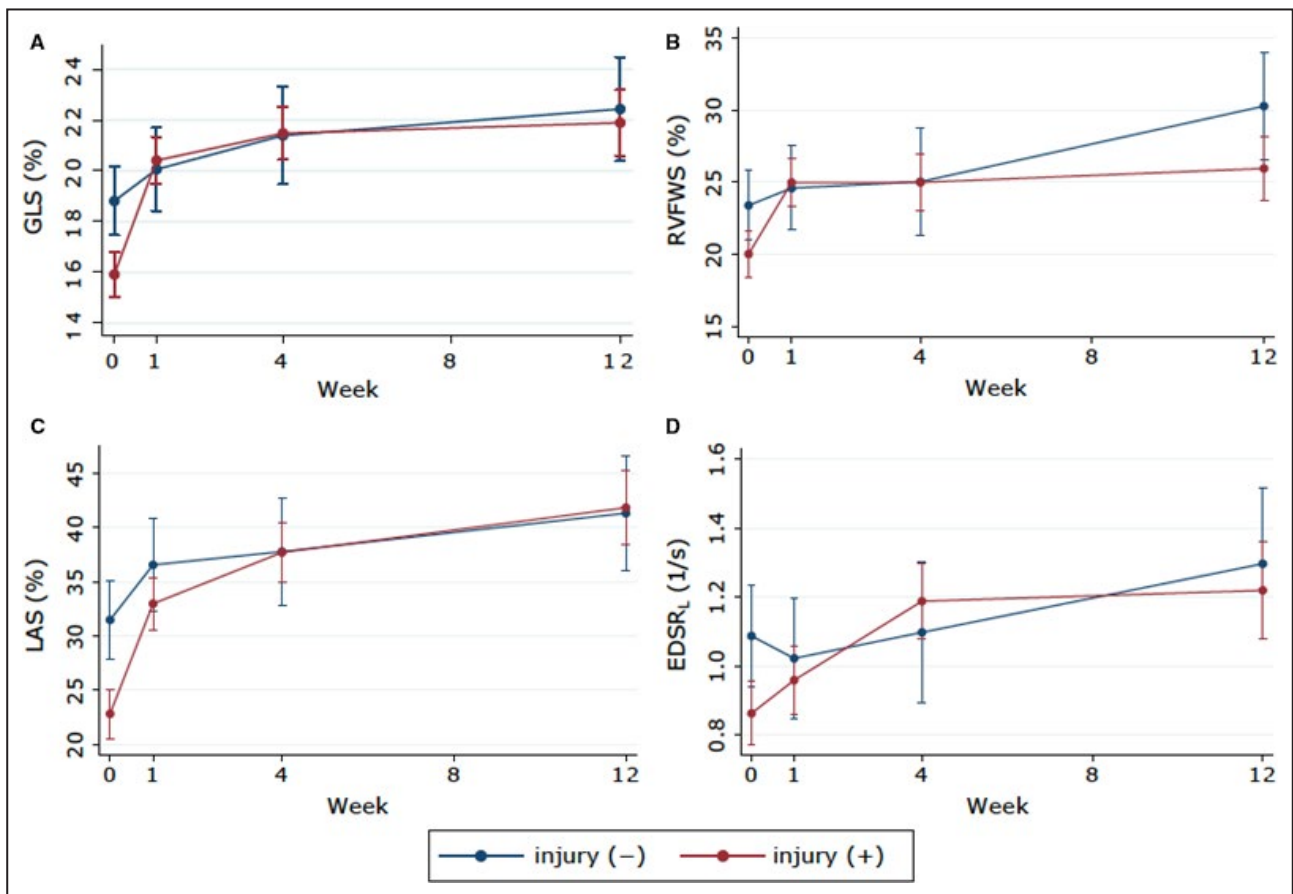 A
GLS (%)
24
22
20
18
16
14
0 1 4 8 12
Week
B
RVFWS (%)
35
30
25
20
15
0 1 4 8 12
Week
C
LAS (%)
45
40
35
30
25
20
0 1 4 8 12
Week
D
EDSR_L (1/s)
1.6
1.4
1.2
1.0
0.8
0 1 4 8 12
Week
injury (−) injury (+)